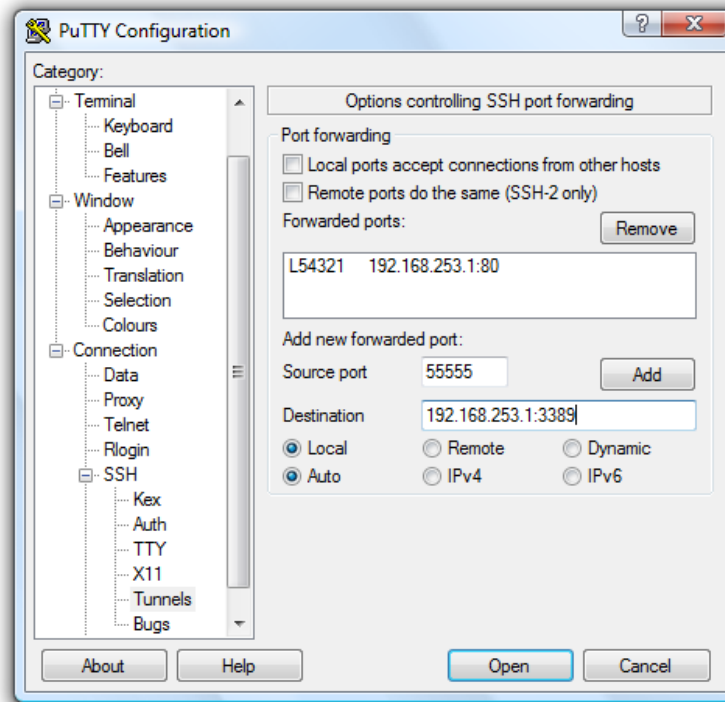 PuTTY Configuration
?
X
Category:
Terminal
Keyboard
Bell
Features
Window
Appearance
Behaviour
Translation
Selection
Colours
Connection
Data
Proxy
Telnet
Rlogin
SSH
Kex
Auth
TTY
X11
Tunnels
Bugs
Options controlling SSH port forwarding
Port forwarding
Local ports accept connections from other hosts
Remote ports do the same (SSH-2 only)
Forwarded ports:
Remove
L54321 192.168.253.1:80
Add new forwarded port:
Source port 55555 Add
Destination 192.168.253.1:3389
Local Remote Dynamic
Auto IPv4 IPv6
About Help Open Cancel